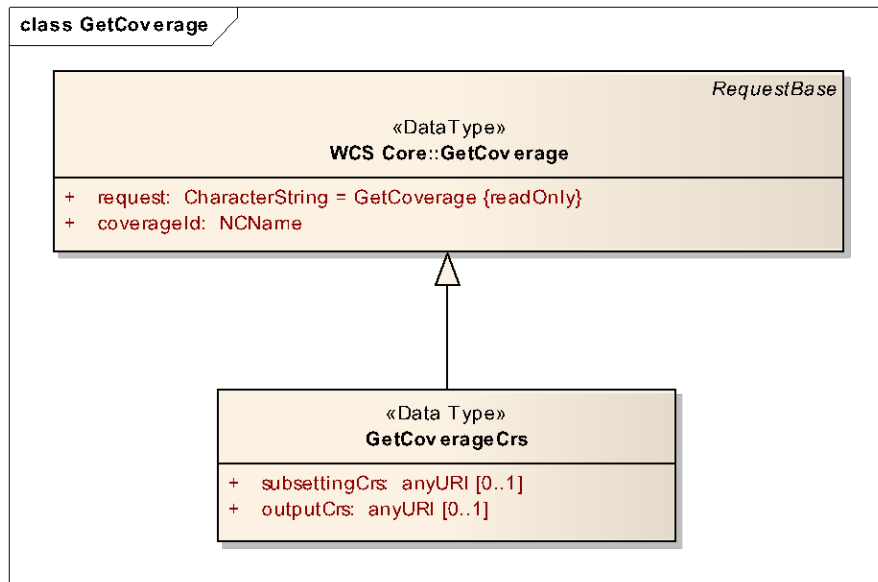 class GetCoverage
RequestBase
«DataType»
WCS Core::GetCoverage
+ request: CharacterString = GetCoverage {readOnly}
+ coverageId: NCName
«Data Type»
GetCoverageCrs
+ subsettingCrs: anyURI [0..1]
+ outputCrs: anyURI [0..1]